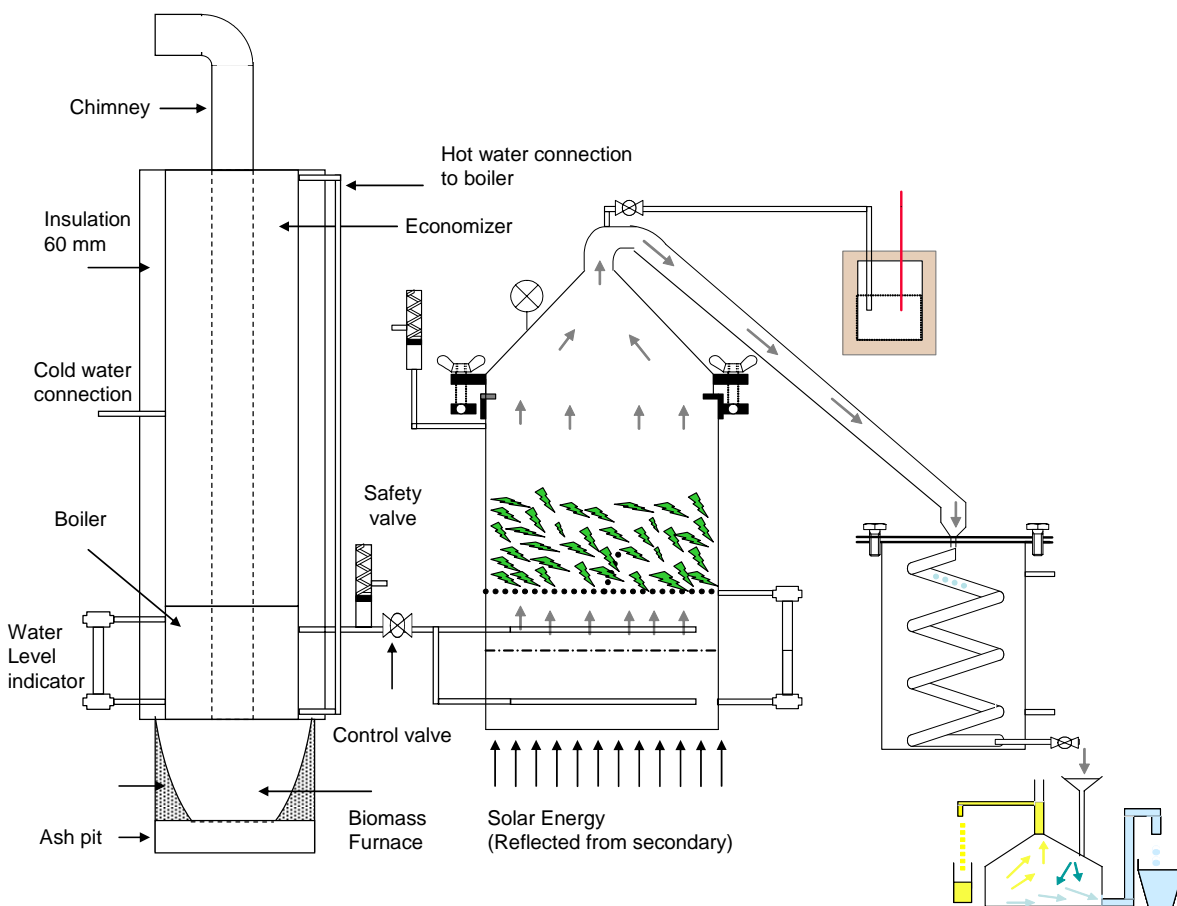 Chimney
Hot water connection
to boiler
Insulation
60 mm
Economizer
Cold water
connection
Safety
valve
Boiler
Water
Level
indicator
Control valve
Biomass
Furnace
Solar Energy
(Reflected from secondary)
Ash pit